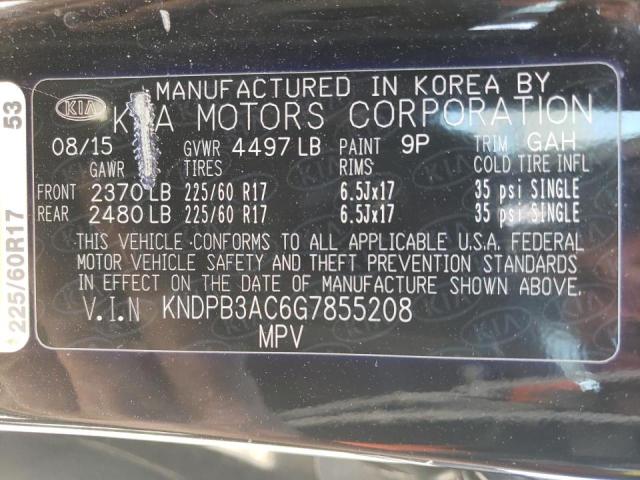 MANUFACTURED IN KOREA BY
KIA KIA MOTORS CORPORATION
08/15 GVWR 4497 LB PAINT 9P TRIM GAH
GAWR TIRES RIMS COLD TIRE INFL
FRONT 2370 LB 225/60 R17 6.5Jx17 35 psi SINGLE
REAR 2480 LB 225/60 R17 6.5Jx17 35 psi SINGLE
THIS VEHICLE CONFORMS TO ALL APPLICABLE U.S.A. FEDERAL
MOTOR VEHICLE SAFETY AND THEFT PREVENTION STANDARDS
IN EFFECT ON THE DATE OF MANUFACTURE SHOWN ABOVE.
V.I.N KNDPB3AC6G7855208
MPV
*225/60R17 53